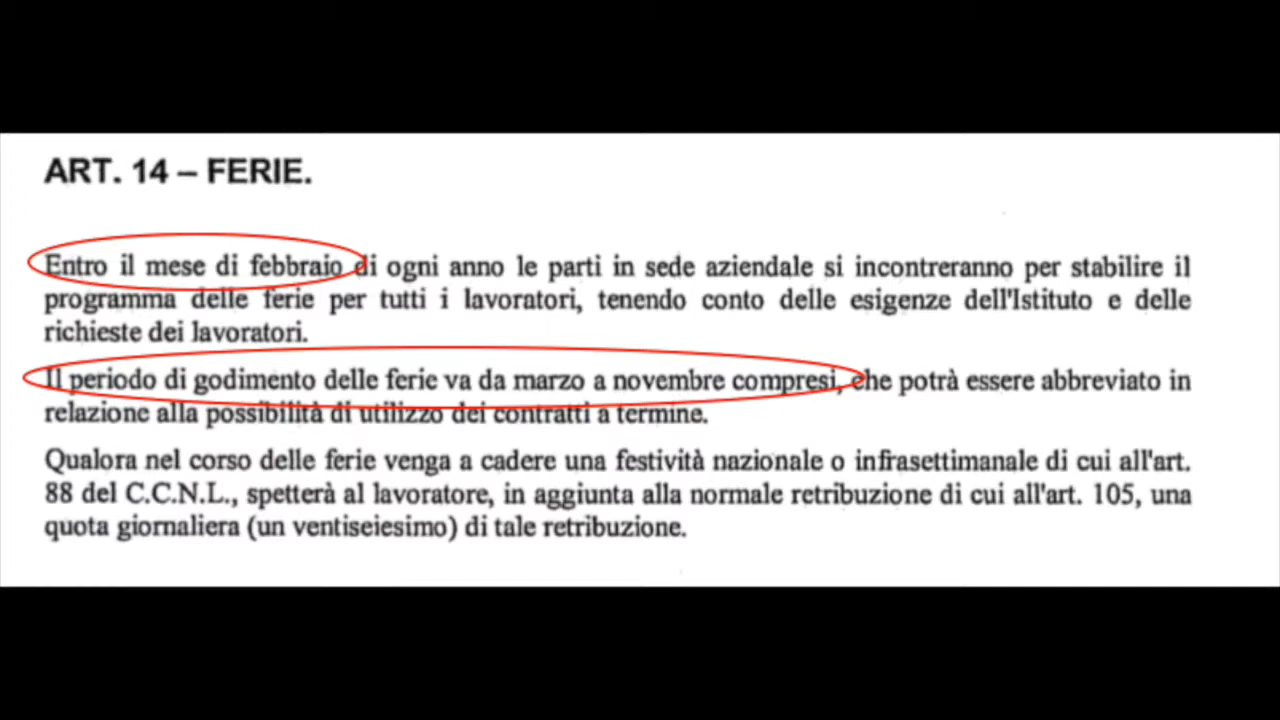 ART. 14 – FERIE.
Entro il mese di febbraio di ogni anno le parti in sede aziendale si incontreranno per stabilire il
programma delle ferie per tutti i lavoratori, tenendo conto delle esigenze dell'Istituto e delle
richieste dei lavoratori.
Il periodo di godimento delle ferie va da marzo a novembre compresi, che potrà essere abbreviato in
relazione alla possibilità di utilizzo dei contratti a termine.
Qualora nel corso delle ferie venga a cadere una festività nazionale o infrasettimanale di cui all'art.
88 del C.C.N.L., spetterà al lavoratore, in aggiunta alla normale retribuzione di cui all'art. 105, una
quota giornaliera (un ventiseiesimo) di tale retribuzione.